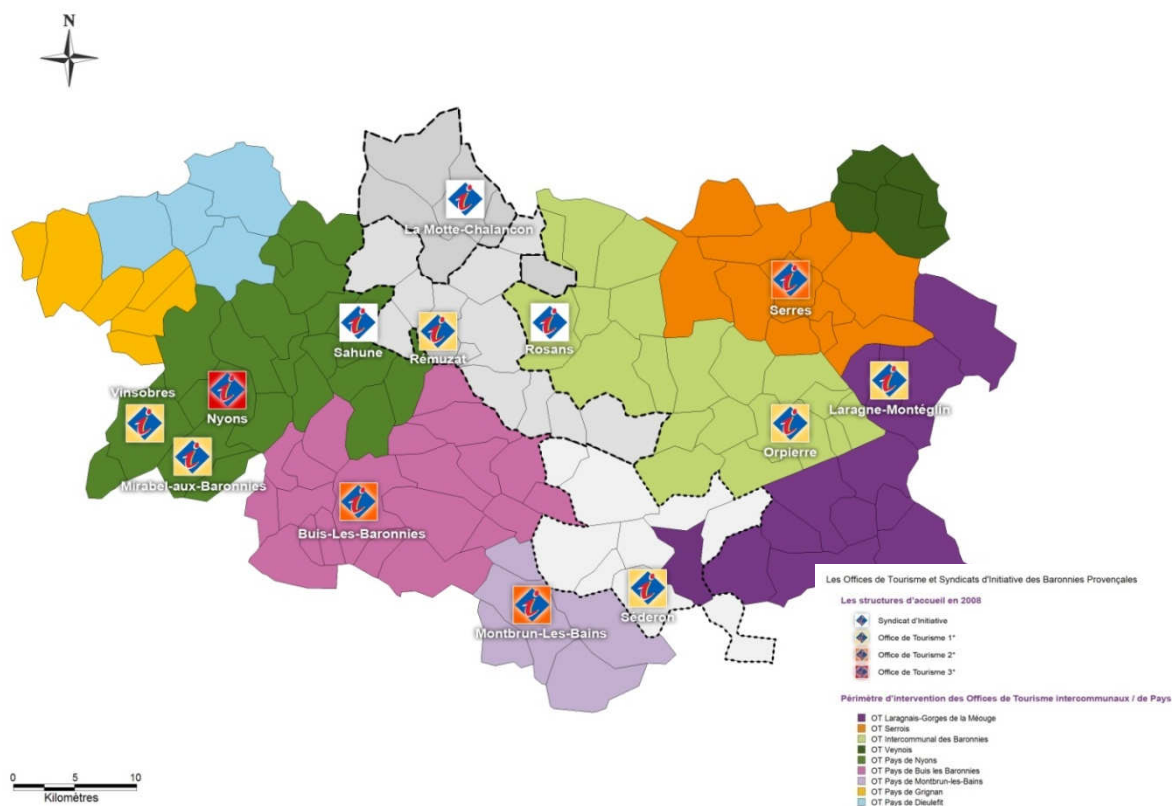 N
La Motte-Chalancon
Serres
Sahune
Rémuzat
Rosans
Laragne-Montéglin
Vinsobres
Nyons
Orpierre
Mirabel-aux-Baronnies
Buis-Les-Baronnies
Séderon
Montbrun-Les-Bains
Les Offices de Tourisme et Syndicats d'Initiative des Baronnies Provençales
Les structures d'accueil en 2008
Syndicat d'Initiative
Office de Tourisme 1*
Office de Tourisme 2*
Office de Tourisme 3*
Périmètre d'intervention des Offices de Tourisme intercommunaux / de Pays
OT Laragnais-Gorges de la Méouge
OT Serrois
OT Intercommunal des Baronnies
OT Veynois
OT Pays de Nyons
OT Pays de Buis les Baronnies
OT Pays de Montbrun-les-Bains
OT Pays de Grignan
OT Pays de Dieulefit
0 5 10
Kilomètres